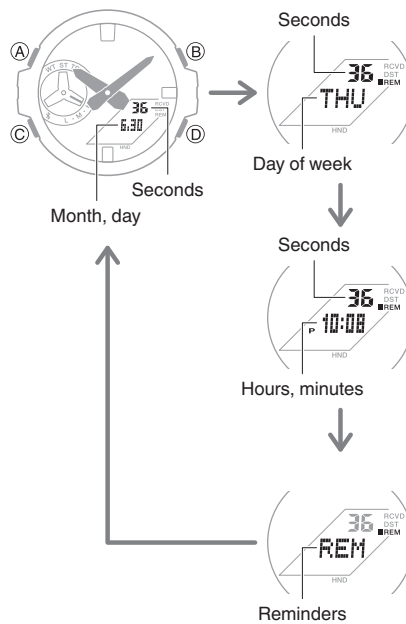 A
B
C
D
WT ST T
L - M -
36
RCVD
DST
REM
6.30
HND
Seconds
Month, day
Seconds
36
RCVD
DST
REM
THU
HND
Day of week
Seconds
36
RCVD
DST
REM
P 10:08
HND
Hours, minutes
36
RCVD
DST
REM
REM
HND
Reminders